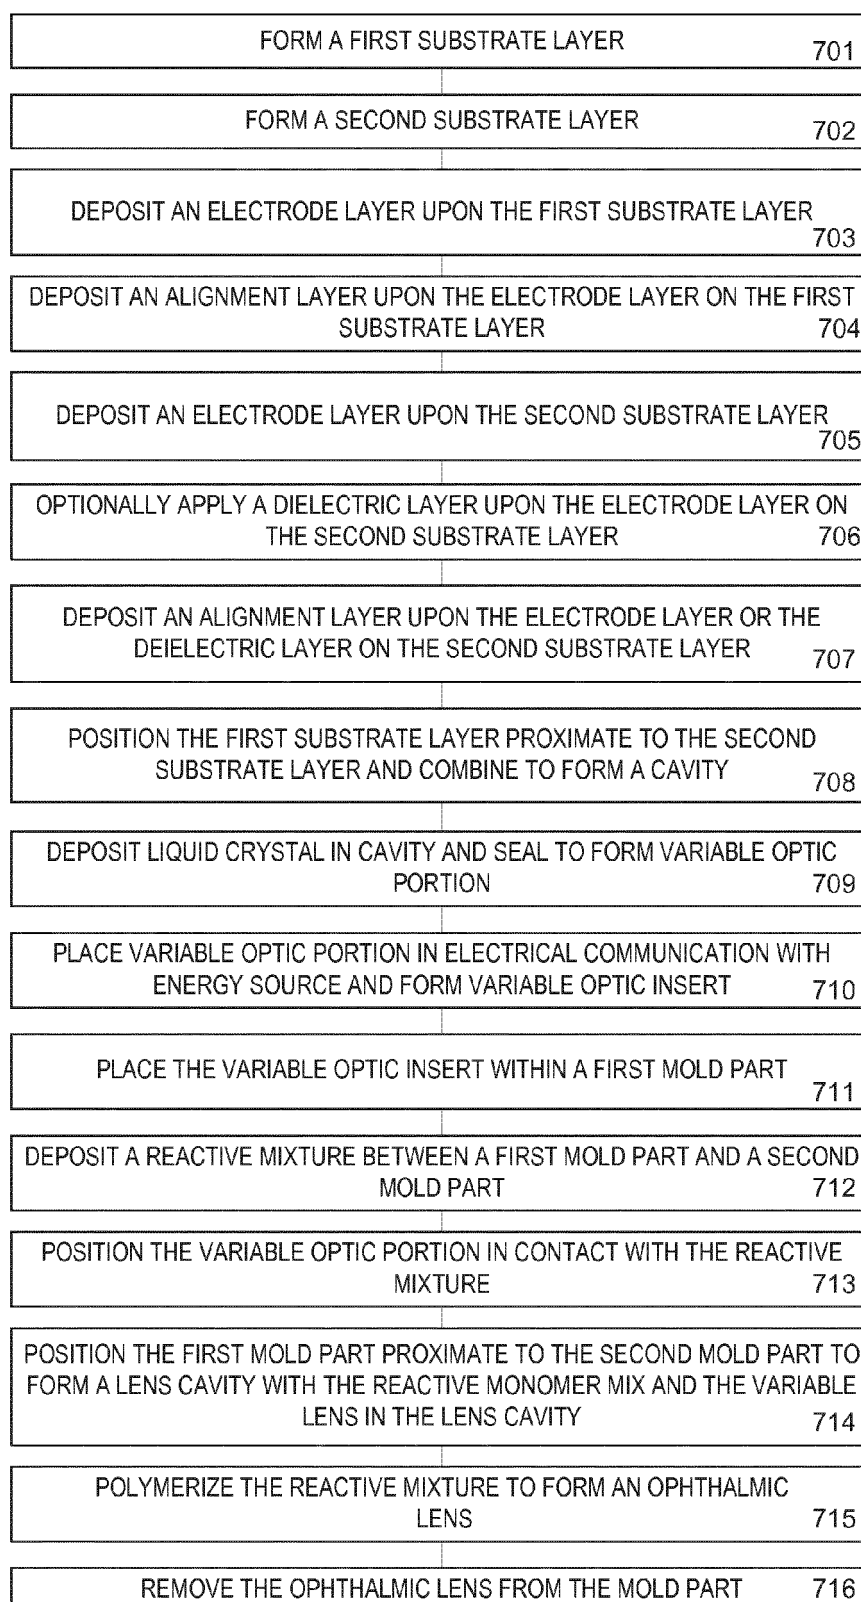 FORM A FIRST SUBSTRATE LAYER
701
FORM A SECOND SUBSTRATE LAYER
702
DEPOSIT AN ELECTRODE LAYER UPON THE FIRST SUBSTRATE LAYER
703
DEPOSIT AN ALIGNMENT LAYER UPON THE ELECTRODE LAYER ON THE FIRST
SUBSTRATE LAYER
704
DEPOSIT AN ELECTRODE LAYER UPON THE SECOND SUBSTRATE LAYER
705
OPTIONALLY APPLY A DIELECTRIC LAYER UPON THE ELECTRODE LAYER ON
THE SECOND SUBSTRATE LAYER
706
DEPOSIT AN ALIGNMENT LAYER UPON THE ELECTRODE LAYER OR THE
DEIELECTRIC LAYER ON THE SECOND SUBSTRATE LAYER
707
POSITION THE FIRST SUBSTRATE LAYER PROXIMATE TO THE SECOND
SUBSTRATE LAYER AND COMBINE TO FORM A CAVITY
708
DEPOSIT LIQUID CRYSTAL IN CAVITY AND SEAL TO FORM VARIABLE OPTIC
PORTION
709
PLACE VARIABLE OPTIC PORTION IN ELECTRICAL COMMUNICATION WITH
ENERGY SOURCE AND FORM VARIABLE OPTIC INSERT
710
PLACE THE VARIABLE OPTIC INSERT WITHIN A FIRST MOLD PART
711
DEPOSIT A REACTIVE MIXTURE BETWEEN A FIRST MOLD PART AND A SECOND
MOLD PART
712
POSITION THE VARIABLE OPTIC PORTION IN CONTACT WITH THE REACTIVE
MIXTURE
713
POSITION THE FIRST MOLD PART PROXIMATE TO THE SECOND MOLD PART TO
FORM A LENS CAVITY WITH THE REACTIVE MONOMER MIX AND THE VARIABLE
LENS IN THE LENS CAVITY
714
POLYMERIZE THE REACTIVE MIXTURE TO FORM AN OPHTHALMIC
LENS
715
REMOVE THE OPHTHALMIC LENS FROM THE MOLD PART
716